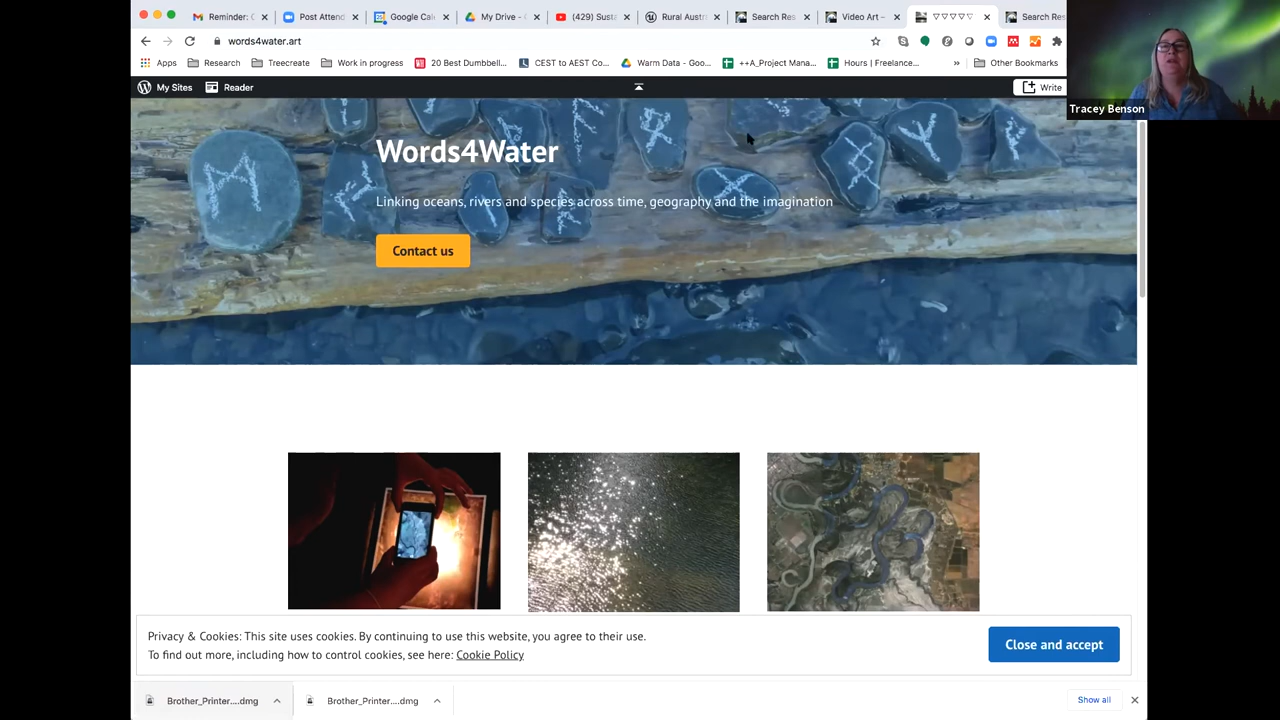 Reminder: C
Post Attend
Google Cal
My Drive - G
(429) Susta
Rural Austr
Search Res
Video Art –
▽▽▽▽▽
Search Res
words4water.art
Apps
Research
Treecreate
Work in progress
20 Best Dumbbell...
CEST to AEST Co...
Warm Data - Goo...
++A_Project Mana...
Hours | Freelance...
»
Other Bookmarks
My Sites
Reader
Write
Tracey Benson
Words4Water
Linking oceans, rivers and species across time, geography and the imagination
Contact us
Privacy & Cookies: This site uses cookies. By continuing to use this website, you agree to their use.
To find out more, including how to control cookies, see here: Cookie Policy
Close and accept
Brother_Printer....dmg
Brother_Printer....dmg
Show all